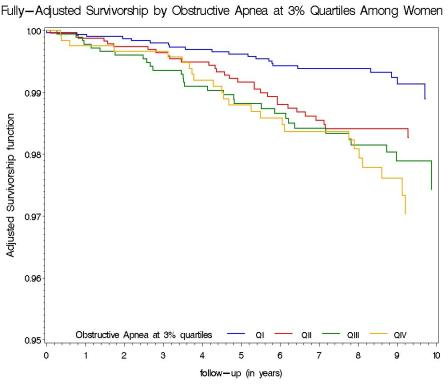 Fully-Adjusted Survivorship by Obstructive Apnea at 3% Quartiles Among Women
Adjusted Survivorship function
100
0.99
0.98
0.97
0.96
0.95
Obstructive Apnea at 3% quartiles QI QII QIII QIV
0 1 2 3 4 5 6 7 8 9 10
follow-up (in years)